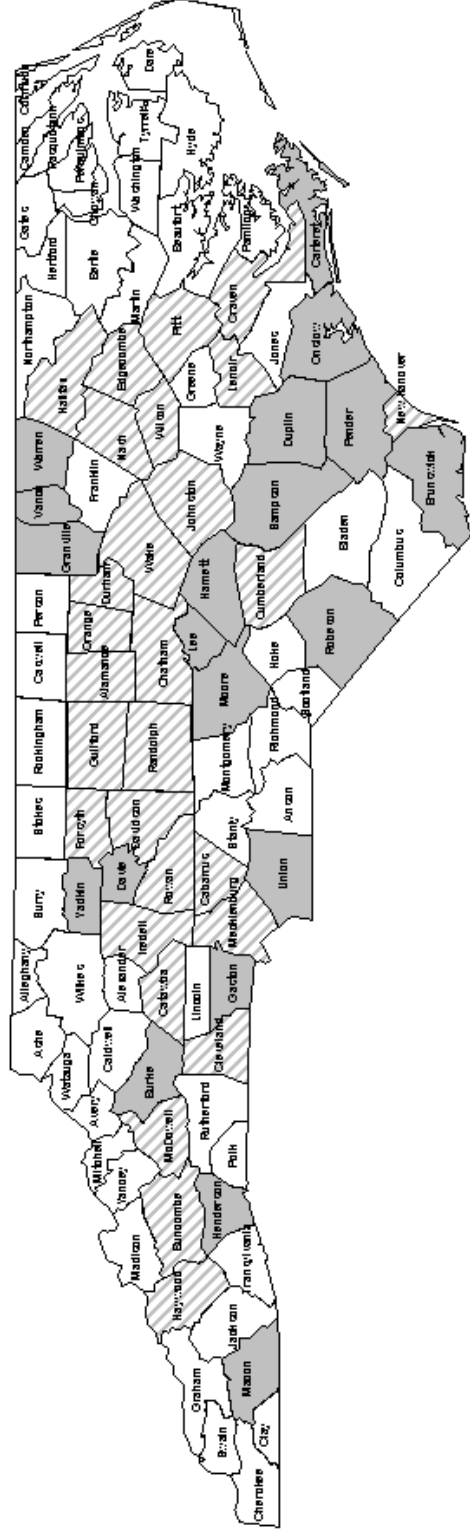 Alleghany
Ashe
Surry
Stokes
Rockingham
Caswell
Person
Granville
Vance
Warren
Northampton
Gates
Camden
Currituck
Pasquotank
Perquimans
Chowan
Hertford
Halifax
Bertie
Watauga
Wilkes
Yadkin
Forsyth
Guilford
Alamance
Orange
Durham
Franklin
Nash
Edgecombe
Martin
Washington
Tyrrell
Dare
Mitchell
Avery
Caldwell
Alexander
Davie
Iredell
Davidson
Randolph
Chatham
Wake
Wilson
Pitt
Beaufort
Hyde
Madison
Yancey
McDowell
Burke
Catawba
Rowan
Lee
Johnston
Greene
Haywood
Buncombe
Rutherford
Lincoln
Cabarrus
Montgomery
Moore
Harnett
Wayne
Lenoir
Craven
Pamlico
Graham
Swain
Jackson
Henderson
Polk
Cleveland
Gaston
Mecklenburg
Stanly
Richmond
Hoke
Cumberland
Sampson
Duplin
Jones
Carteret
Cherokee
Clay
Macon
Transylvania
Union
Anson
Scotland
Robeson
Bladen
Pender
Onslow
Columbus
Brunswick
New Hanover